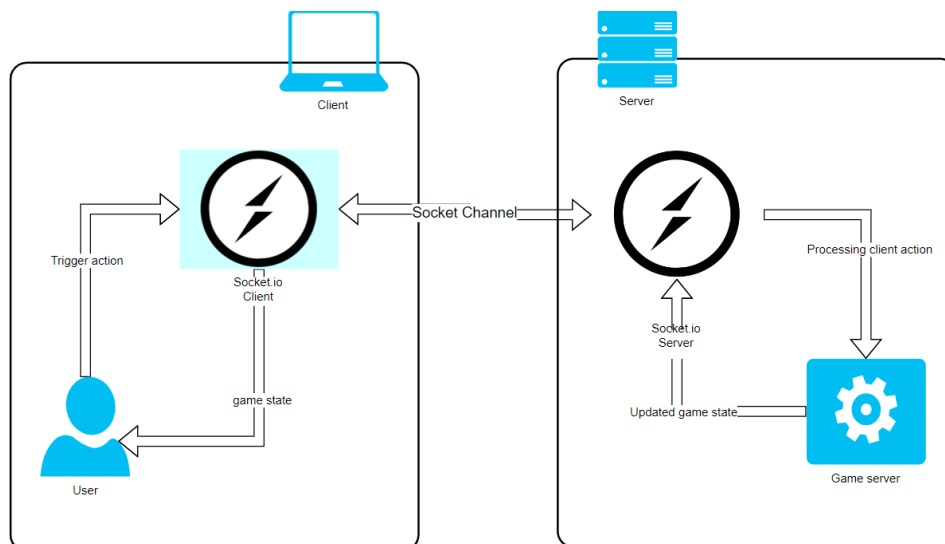 Client
Server
Socket Channel
Trigger action
Processing client action
Socket.io
Client
Socket.io
Server
game state
Updated game state
User
Game server